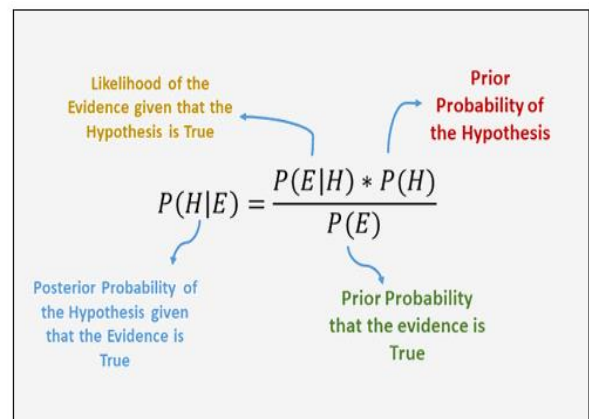 Likelihood of the
Evidence given that the
Hypothesis is True
Prior
Probability of
the Hypothesis
P(H|E) = P(E|H) * P(H)
P(E)
Posterior Probability of
the Hypothesis given
that the Evidence is
True
Prior Probability
that the evidence is
True